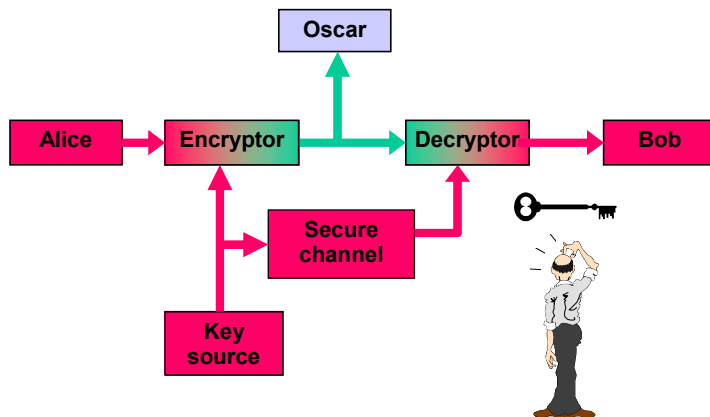 Oscar
Alice
Encryptor
Decryptor
Bob
Secure
channel
Key
source